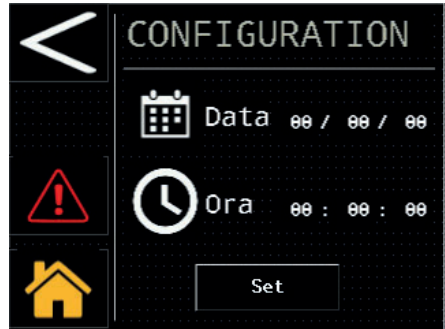 CONFIGURATION
Data 00/ 00/ 00
Ora 00: 00: 00
Set